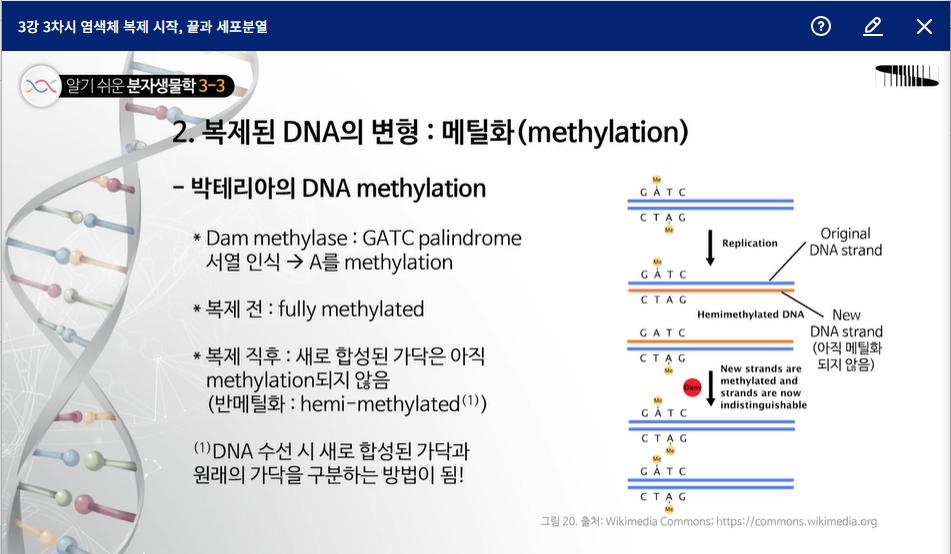 3강 3차시 염색체 복제 시작, 끝과 세포분열
알기 쉬운 분자생물학 3-3
2. 복제된 DNA의 변형 : 메틸화(methylation)
- 박테리아의 DNA methylation
* Dam methylase : GATC palindrome
서열 인식 → A를 methylation
* 복제 전 : fully methylated
* 복제 직후 : 새로 합성된 가닥은 아직
methylation되지 않음
(반메틸화 : hemi-methylated⁽¹⁾)
⁽¹⁾DNA 수선 시 새로 합성된 가닥과
원래의 가닥을 구분하는 방법이 됨!
Me
G A T C
C T A G
Me
Replication
Original
DNA strand
Me
G A T C
C T A G
Hemimethylated DNA
New
DNA strand
(아직 메틸화
되지 않음)
G A T C
C T A G
Me
Dam
New strands are
methylated and
strands are now
indistinguishable
Me
G A T C
C T A G
Me
Me
G A T C
C T A G
Me
그림 20. 출처: Wikimedia Commons; https://commons.wikimedia.org